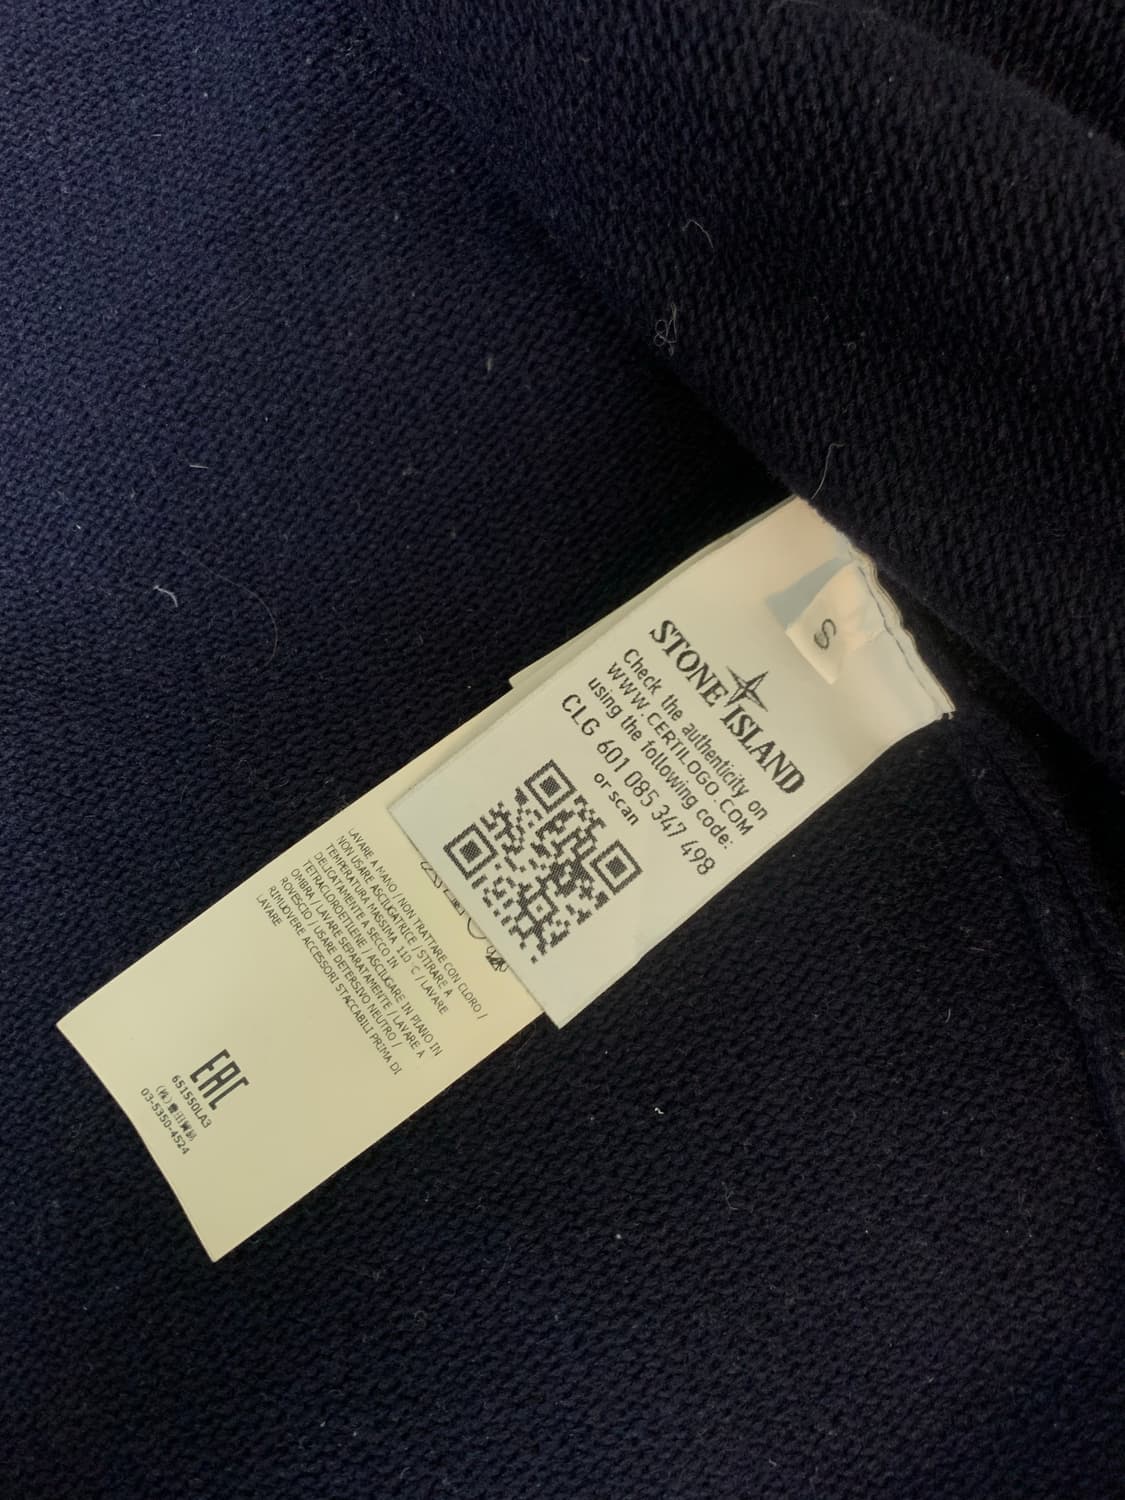 S
STONE ISLAND
Check the authenticity on
WWW.CERTILOGO.COM
using the following code:
CLG 601 085 347 498
or scan
LAVARE A MANO / NON TRATTARE CON CLORO /
NON USARE ASCIUGATRICE / STIRARE A
TEMPERATURA MASSIMA 110 °C / LAVARE
DELICATAMENTE A SECCO IN
TETRACLOROETILENE / ASCIUGARE IN PIANO IN
OMBRA / LAVARE SEPARATAMENTE / LAVARE A
ROVESCIO / USARE DETERSIVO NEUTRO /
RIMUOVERE ACCESSORI STACCABILI PRIMA DI
LAVARE
EAC
651550LA3
(株)
03-5350-4524